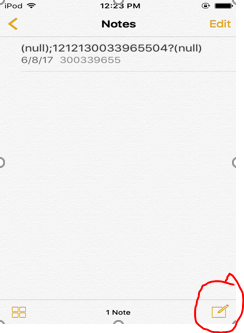 iPod 12:23 PM
Notes Edit
(null);1212130033965504?(null)
6/8/17 300339655
1 Note